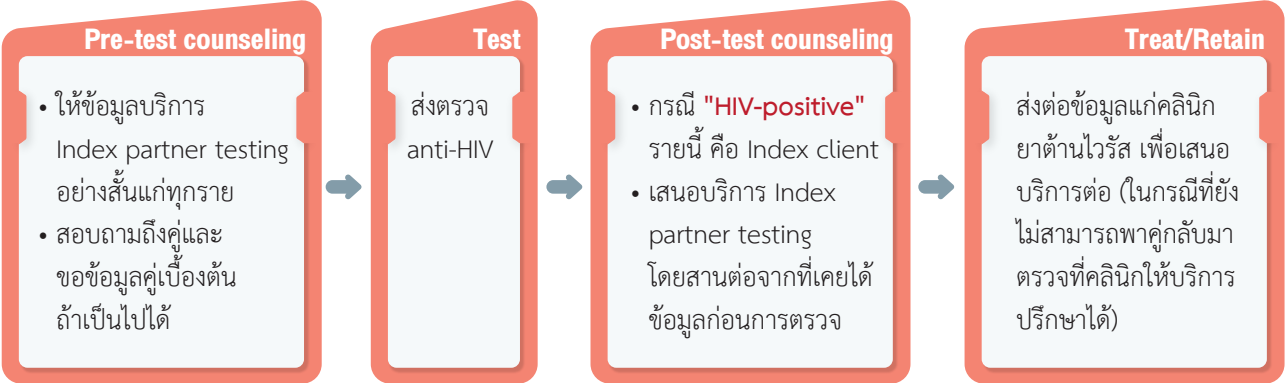 Pre-test counseling
• ให้ข้อมูลบริการ
Index partner testing
อย่างสั้นแก่ทุกราย
• สอบถามถึงคู่และ
ขอข้อมูลคู่เบื้องต้น
ถ้าเป็นไปได้
Test
ส่งตรวจ
anti-HIV
Post-test counseling
• กรณี "HIV-positive"
รายนี้ คือ Index client
• เสนอบริการ Index
partner testing
โดยสานต่อจากที่เคยได้
ข้อมูลก่อนการตรวจ
Treat/Retain
ส่งต่อข้อมูลแก่คลินิก
ยาต้านไวรัส เพื่อเสนอ
บริการต่อ (ในกรณีที่ยัง
ไม่สามารถพาคู่กลับมา
ตรวจที่คลินิกให้บริการ
ปรึกษาได้)